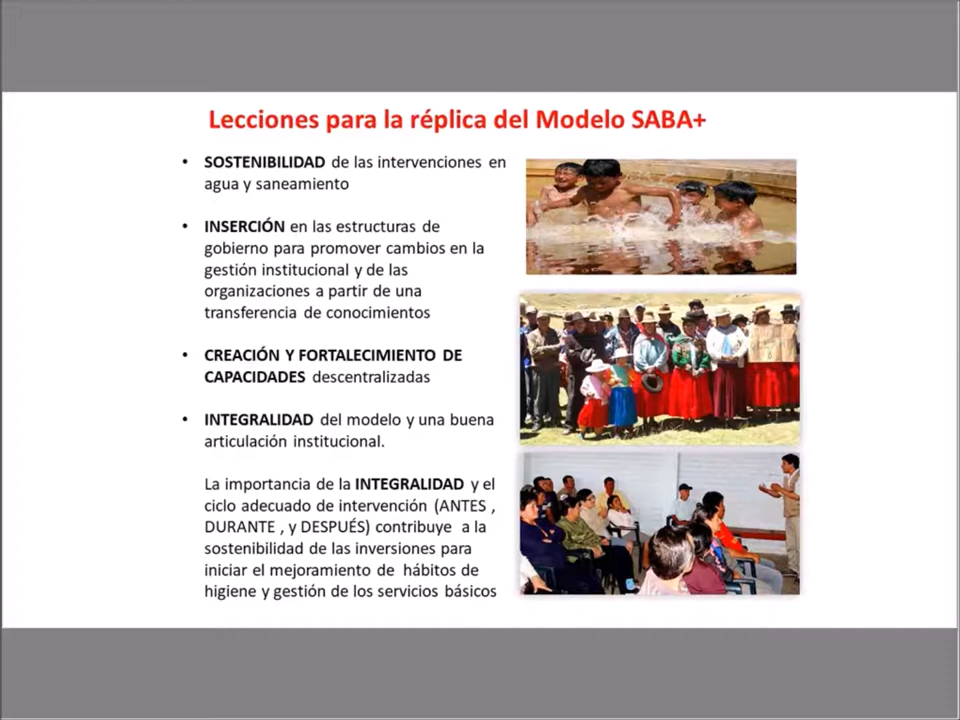 Lecciones para la réplica del Modelo SABA+
• SOSTENIBILIDAD de las intervenciones en
agua y saneamiento
• INSERCIÓN en las estructuras de
gobierno para promover cambios en la
gestión institucional y de las
organizaciones a partir de una
transferencia de conocimientos
• CREACIÓN Y FORTALECIMIENTO DE
CAPACIDADES descentralizadas
• INTEGRALIDAD del modelo y una buena
articulación institucional.
La importancia de la INTEGRALIDAD y el
ciclo adecuado de intervención (ANTES ,
DURANTE , y DESPUÉS) contribuye a la
sostenibilidad de las inversiones para
iniciar el mejoramiento de hábitos de
higiene y gestión de los servicios básicos